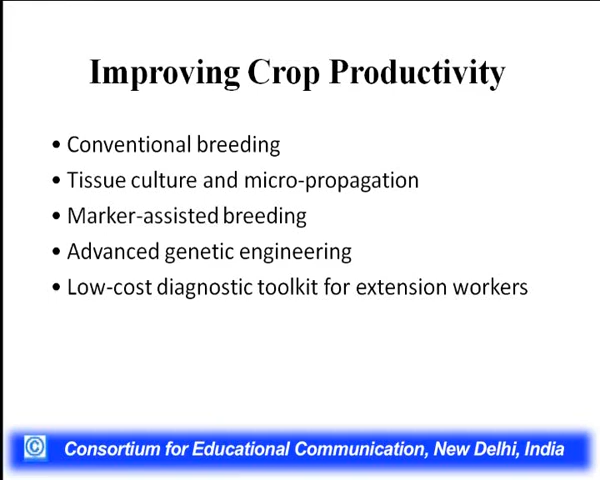 Improving Crop Productivity
• Conventional breeding
• Tissue culture and micro-propagation
• Marker-assisted breeding
• Advanced genetic engineering
• Low-cost diagnostic toolkit for extension workers
© Consortium for Educational Communication, New Delhi, India